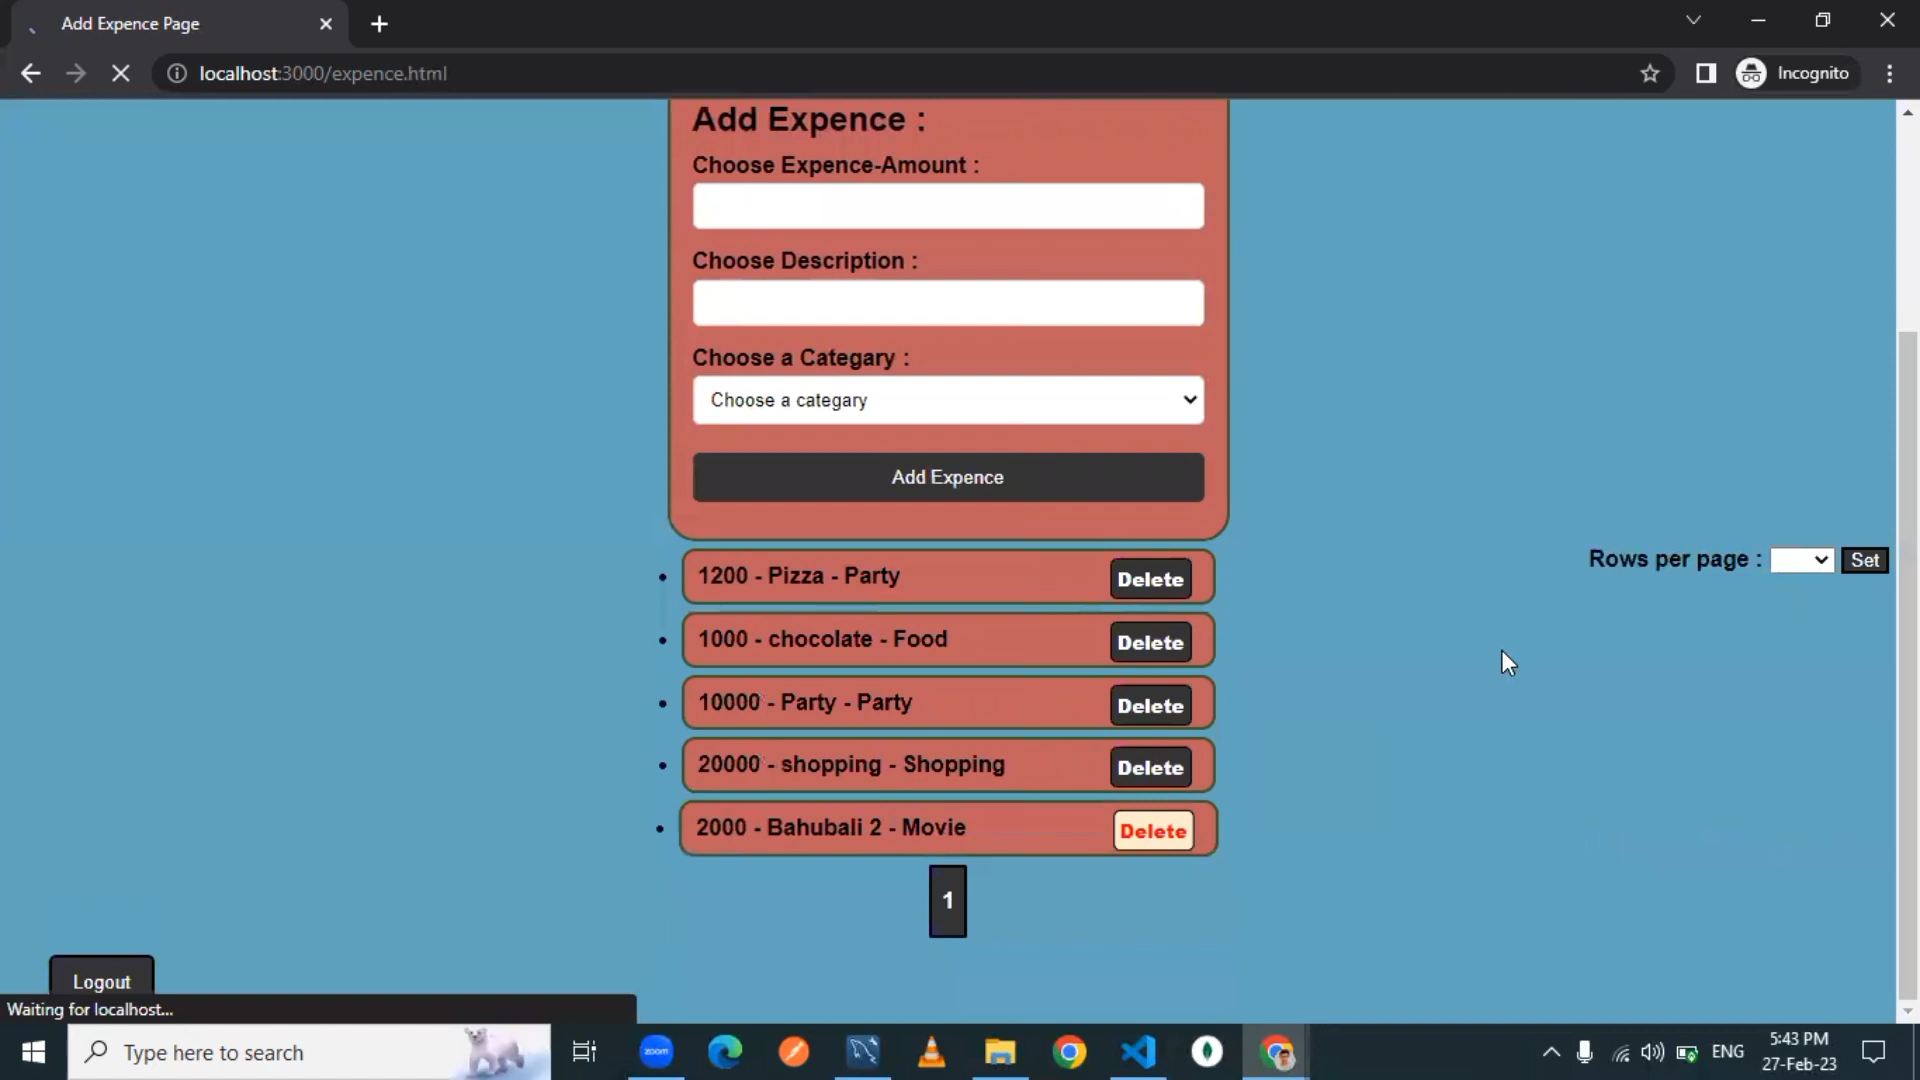 Add Expence Page
localhost:3000/expence.html
Incognito
Add Expence :
Choose Expence-Amount :
Choose Description :
Choose a Categary :
Choose a categary
Add Expence
Rows per page :
Set
1200 - Pizza - Party
Delete
1000 - chocolate - Food
Delete
10000 - Party - Party
Delete
20000 - shopping - Shopping
Delete
2000 - Bahubali 2 - Movie
Delete
1
Logout
Waiting for localhost...
Type here to search
zoom
ENG
5:43 PM
27-Feb-23